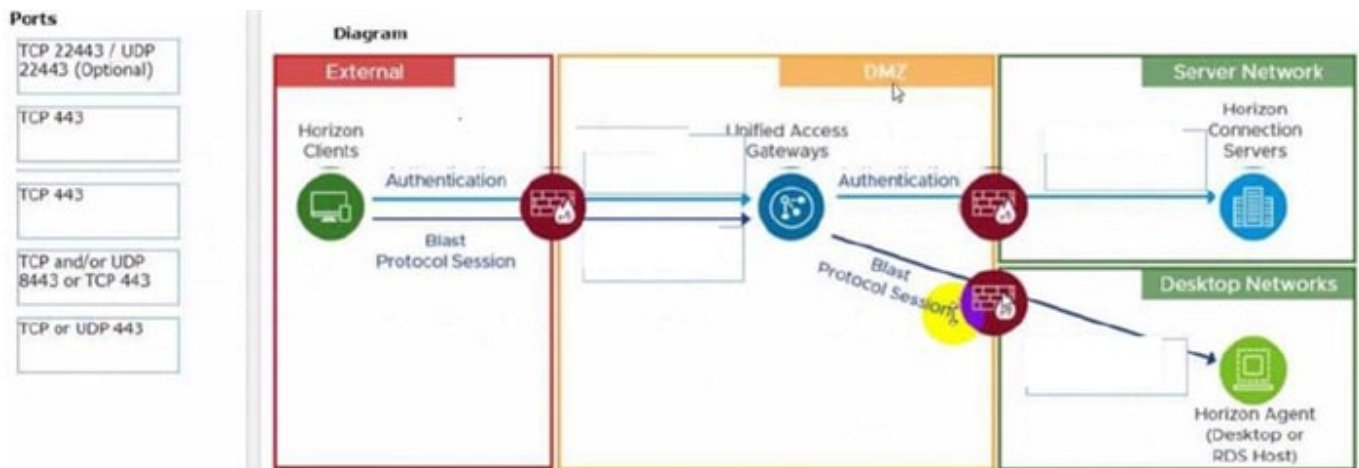 Ports
TCP 22443 / UDP
22443 (Optional)
TCP 443
TCP 443
TCP and/or UDP
8443 or TCP 443
TCP or UDP 443
Diagram
External
Horizon
Clients
Authentication
Blast
Protocol Session
DMZ
Unified Access
Gateways
Authentication
Blast
Protocol Session
Server Network
Horizon
Connection
Servers
Desktop Networks
Horizon Agent
(Desktop or
RDS Host)